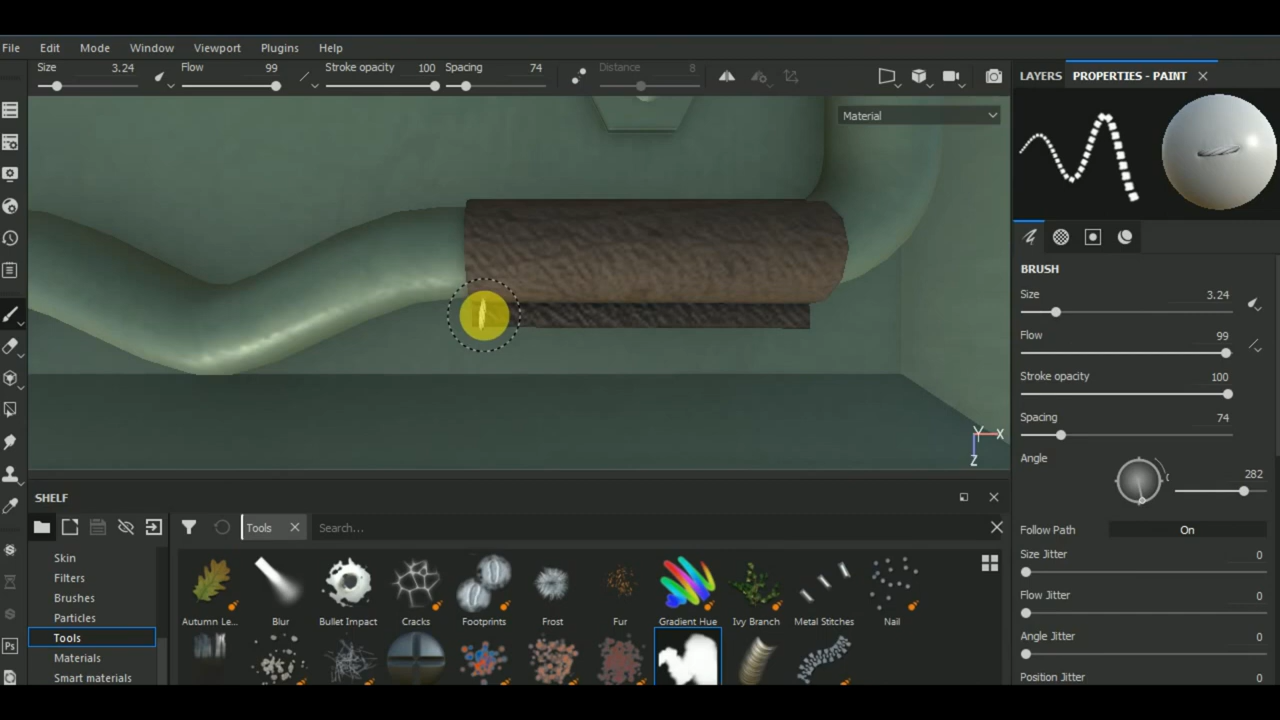 File Edit Mode Window Viewport Plugins Help
Size 3.24 Flow 99 Stroke opacity 100 Spacing 74 Distance 8
LAYERS PROPERTIES - PAINT
Material
BRUSH
Size 3.24
Flow 99
Stroke opacity 100
Spacing 74
Angle 282
Follow Path On
Size Jitter 0
Flow Jitter 0
Angle Jitter 0
Position Jitter 0
Y X
Z
SHELF
Tools Search...
Skin
Filters
Brushes
Particles
Tools
Materials
Smart materials
Autumn Le... Blur Bullet Impact Cracks Footprints Frost Fur Gradient Hue Ivy Branch Metal Stitches Nail
Ps